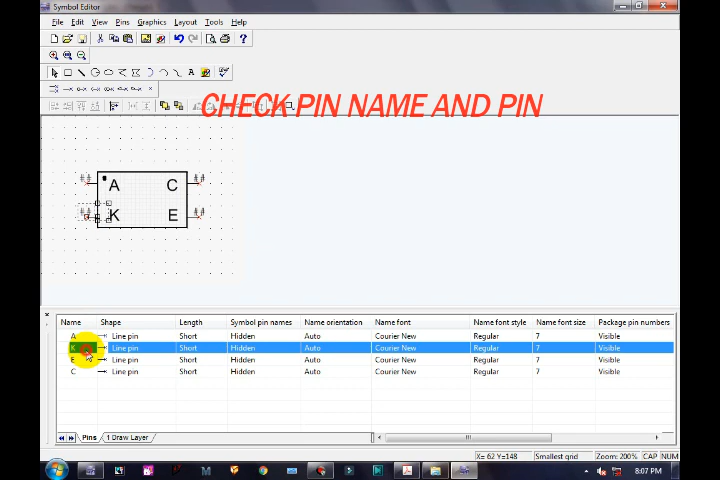 Symbol Editor
File Edit View Pins Graphics Layout Tools Help
CHECK PIN NAME AND PIN
## A C ##
## K E ##
Name Shape Length Symbol pin names Name orientation Name font Name font style Name font size Package pin numbers
A Line pin Short Hidden Auto Courier New Regular 7 Visible
K Line pin Short Hidden Auto Courier New Regular 7 Visible
E Line pin Short Hidden Auto Courier New Regular 7 Visible
C Line pin Short Hidden Auto Courier New Regular 7 Visible
Pins 1 Draw Layer
X= 62 Y=148 Smallest grid Zoom: 200% CAP NUM
8:07 PM